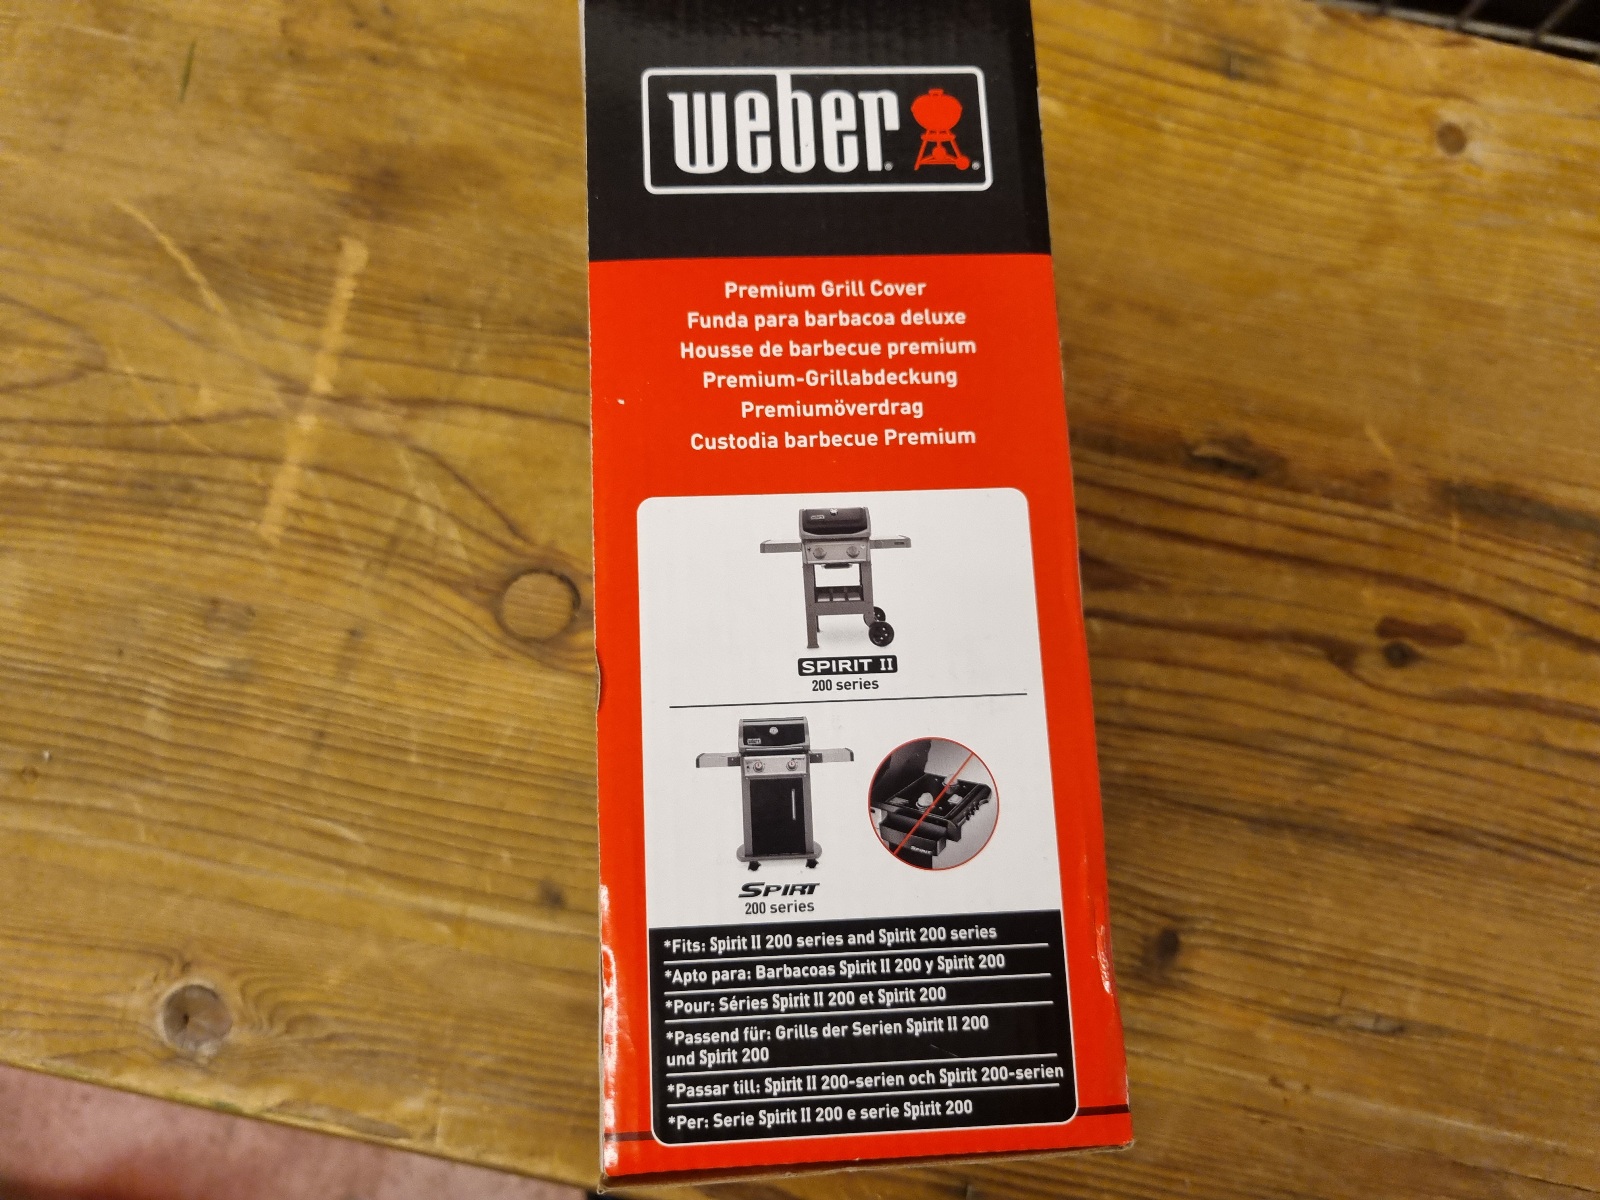 weber
Premium Grill Cover
Funda para barbacoa deluxe
Housse de barbecue premium
Premium-Grillabdeckung
Premiumöverdrag
Custodia barbecue Premium
SPIRIT II
200 series
SPIRIT
200 series
*Fits: Spirit II 200 series and Spirit 200 series
*Apto para: Barbacoas Spirit II 200 y Spirit 200
*Pour: Séries Spirit II 200 et Spirit 200
*Passend für: Grills der Serien Spirit II 200
und Spirit 200
*Passar till: Spirit II 200-serien och Spirit 200-serien
*Per: Serie Spirit II 200 e serie Spirit 200